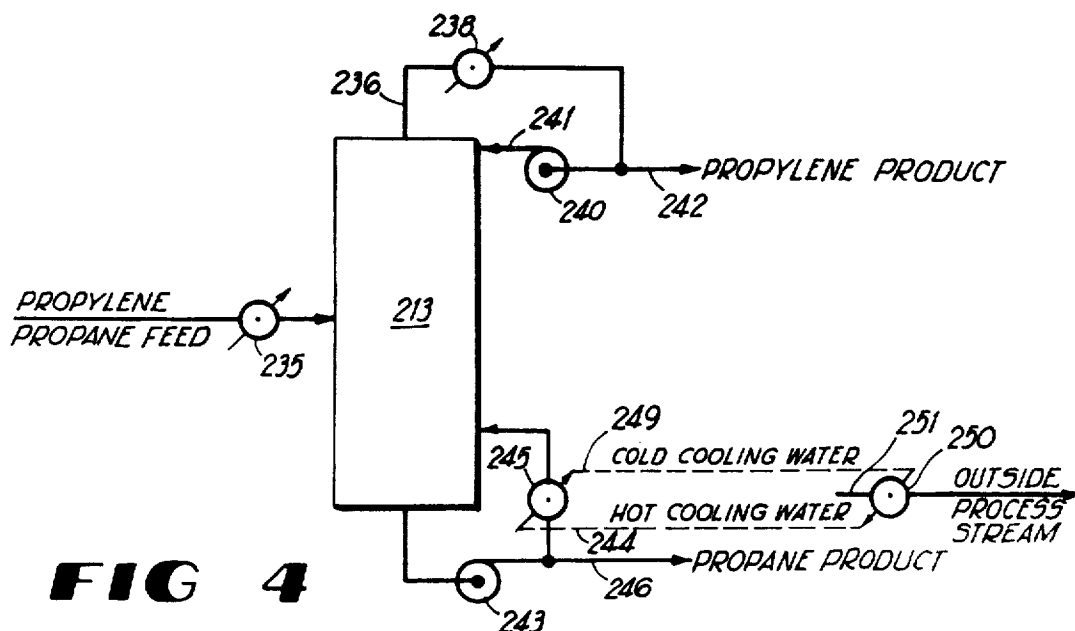 238
236
241
240
242
PROPYLENE PRODUCT
PROPYLENE
PROPANE FEED
235
213
249
245
COLD COOLING WATER
251
250
OUTSIDE
PROCESS
STREAM
HOT COOLING WATER
244
246
PROPANE PRODUCT
243
FIG 4